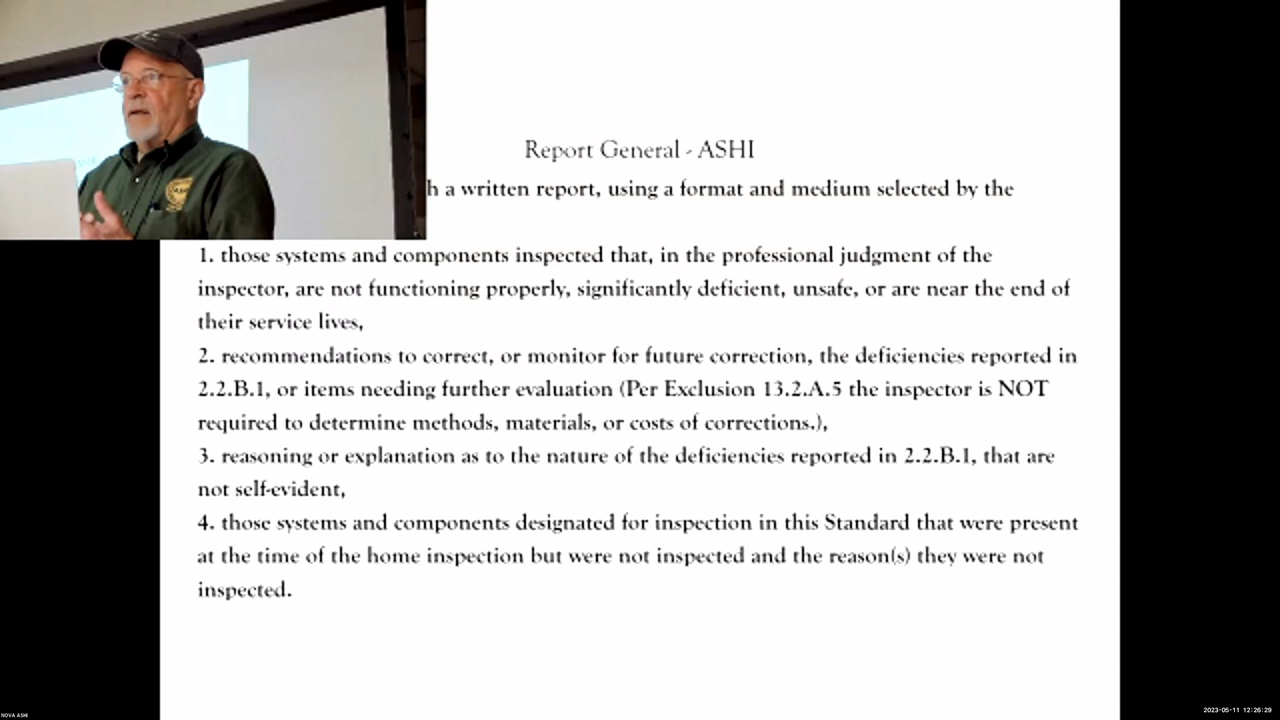 Report General - ASHI
h a written report, using a format and medium selected by the
1. those systems and components inspected that, in the professional judgment of the
inspector, are not functioning properly, significantly deficient, unsafe, or are near the end of
their service lives,
2. recommendations to correct, or monitor for future correction, the deficiencies reported in
2.2.B.1, or items needing further evaluation (Per Exclusion 13.2.A.5 the inspector is NOT
required to determine methods, materials, or costs of corrections.),
3. reasoning or explanation as to the nature of the deficiencies reported in 2.2.B.1, that are
not self-evident,
4. those systems and components designated for inspection in this Standard that were present
at the time of the home inspection but were not inspected and the reason(s) they were not
inspected.
NOVA ASHI
2023-05-11 12:26:29